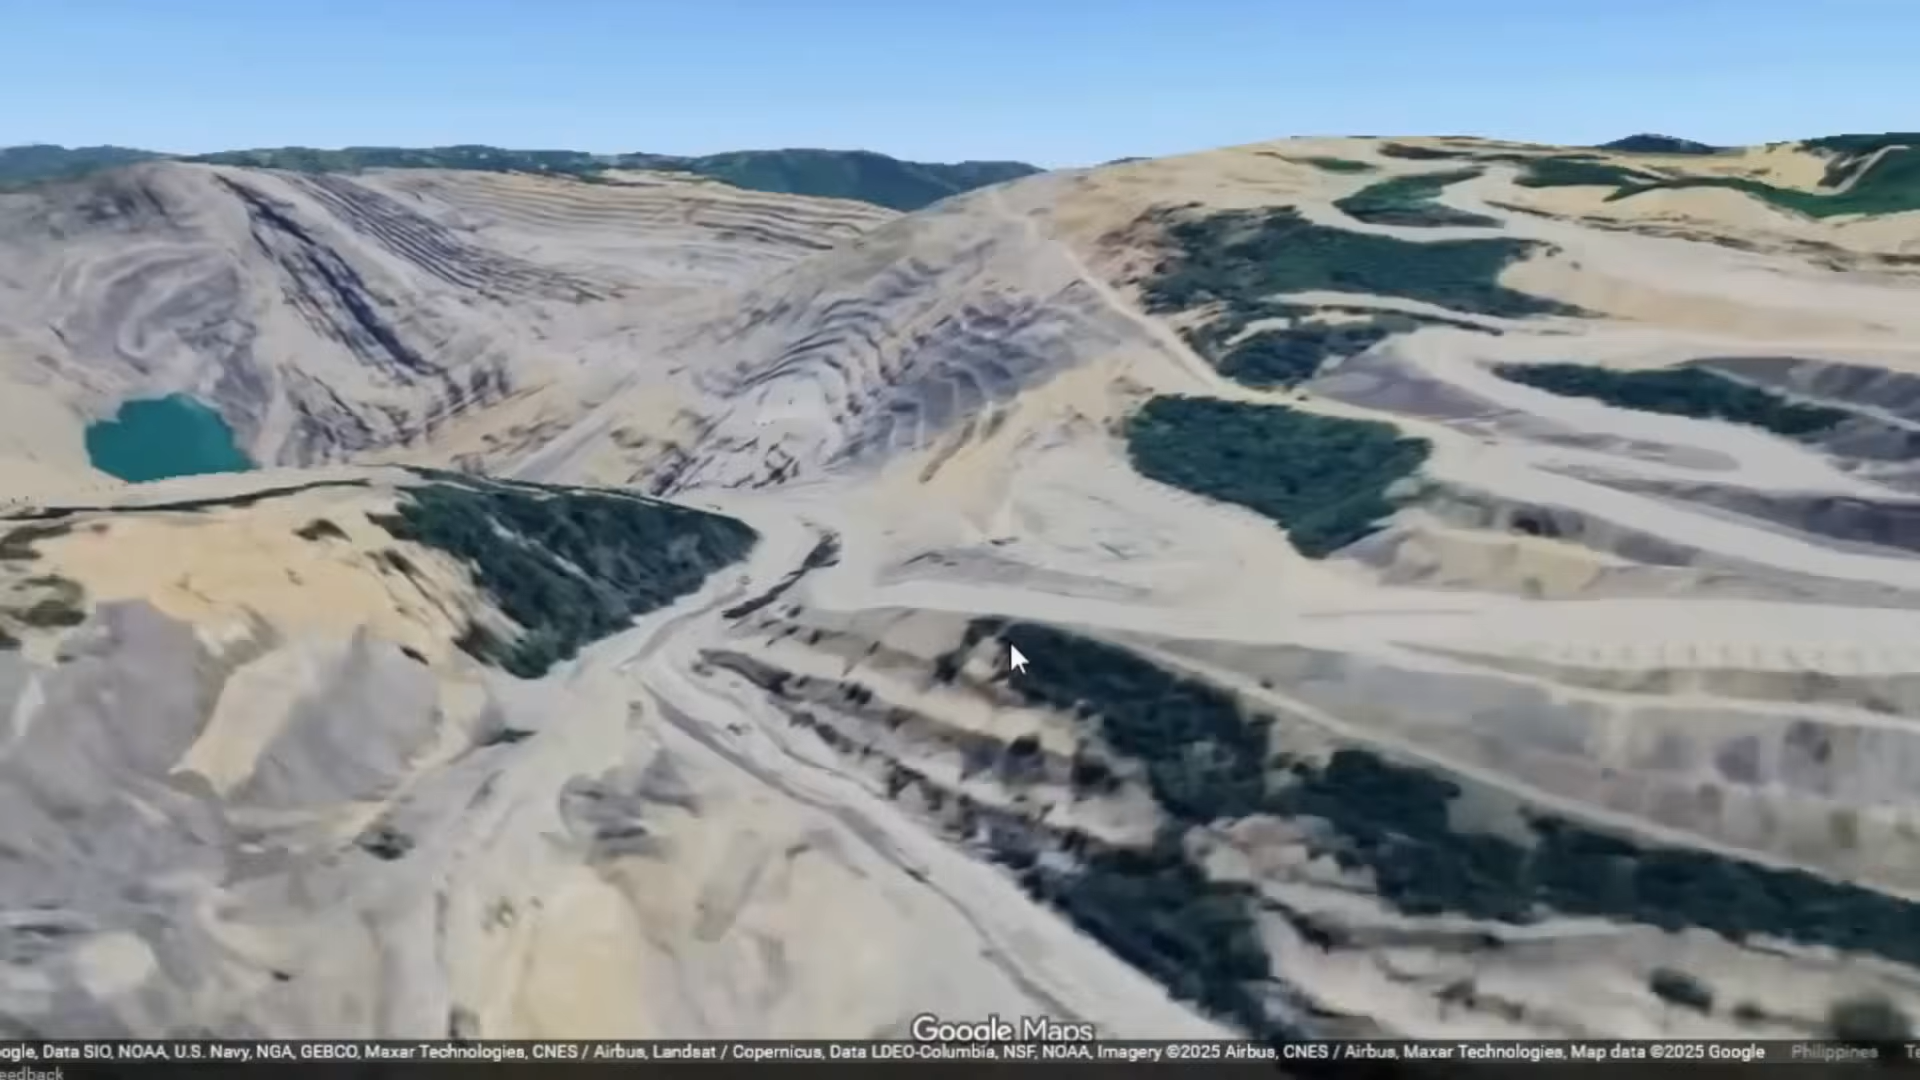 Google Maps
ogle, Data SIO, NOAA, U.S. Navy, NGA, GEBCO, Maxar Technologies, CNES / Airbus, Landsat / Copernicus, Data LDEO-Columbia, NSF, NOAA, Imagery ©2025 Airbus, CNES / Airbus, Maxar Technologies, Map data ©2025 Google Philippines Te
eedback